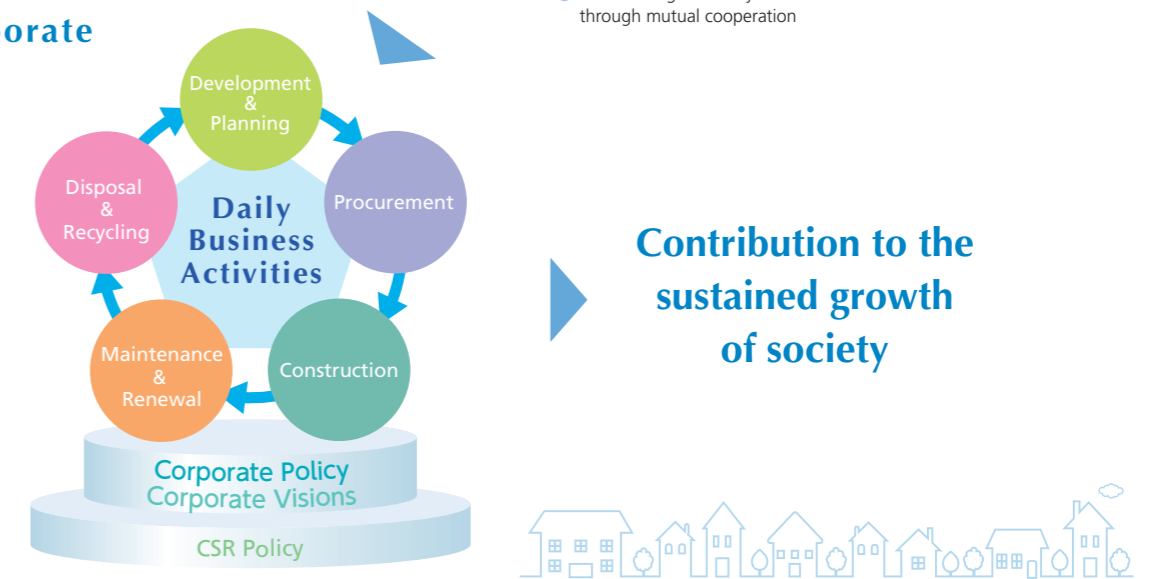 through mutual cooperation
Development
&
Planning
Disposal
&
Recycling
Procurement
Daily
Business
Activities
Maintenance
&
Renewal
Construction
Corporate Policy
Corporate Visions
CSR Policy
Contribution to the
sustained growth
of society